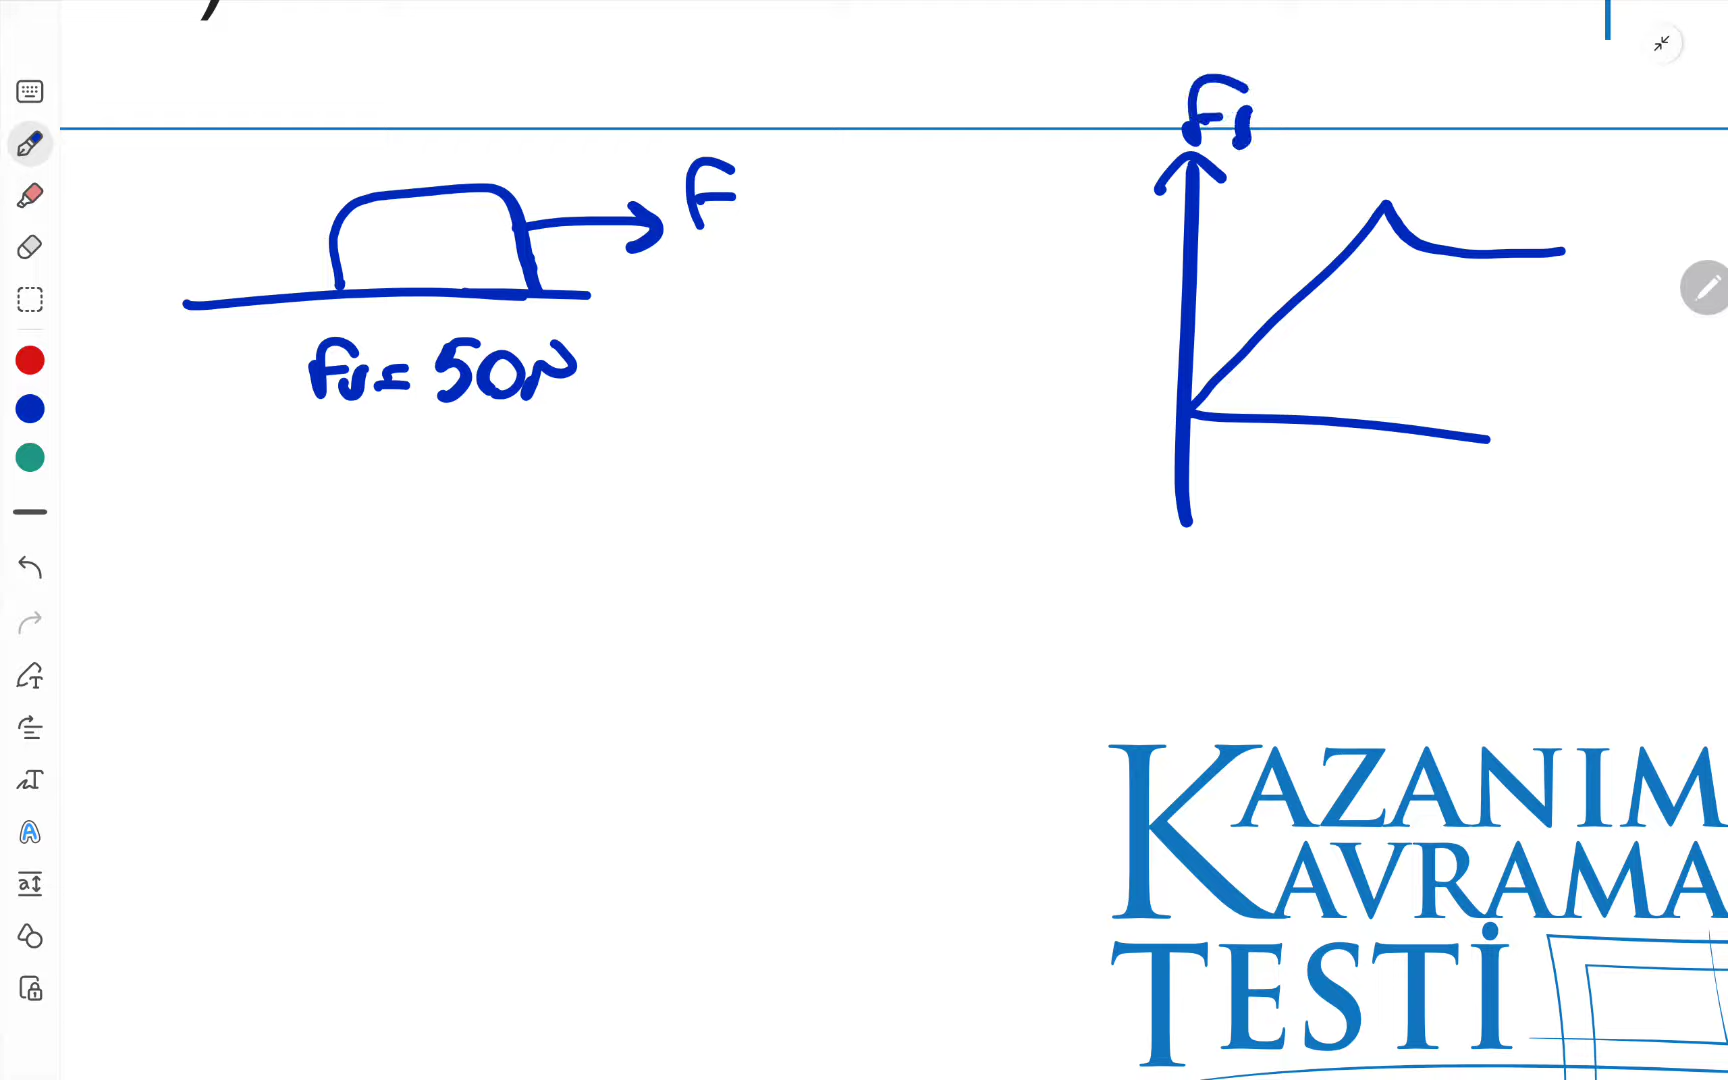 Fs
F
Fs = 50N
KAZANIM
KAVRAMA
TESTİ